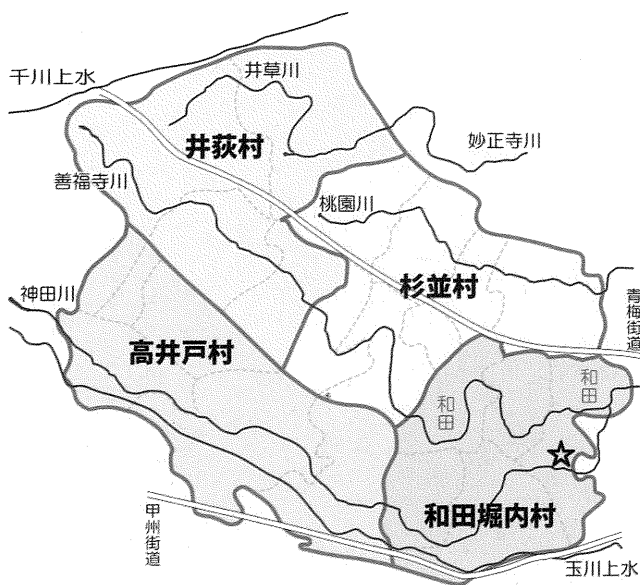 千川上水
井草川
井荻村
妙正寺川
善福寺川
桃園川
神田川
杉並村
青梅街道
高井戸村
和田
和田
和田堀内村
甲州街道
玉川上水